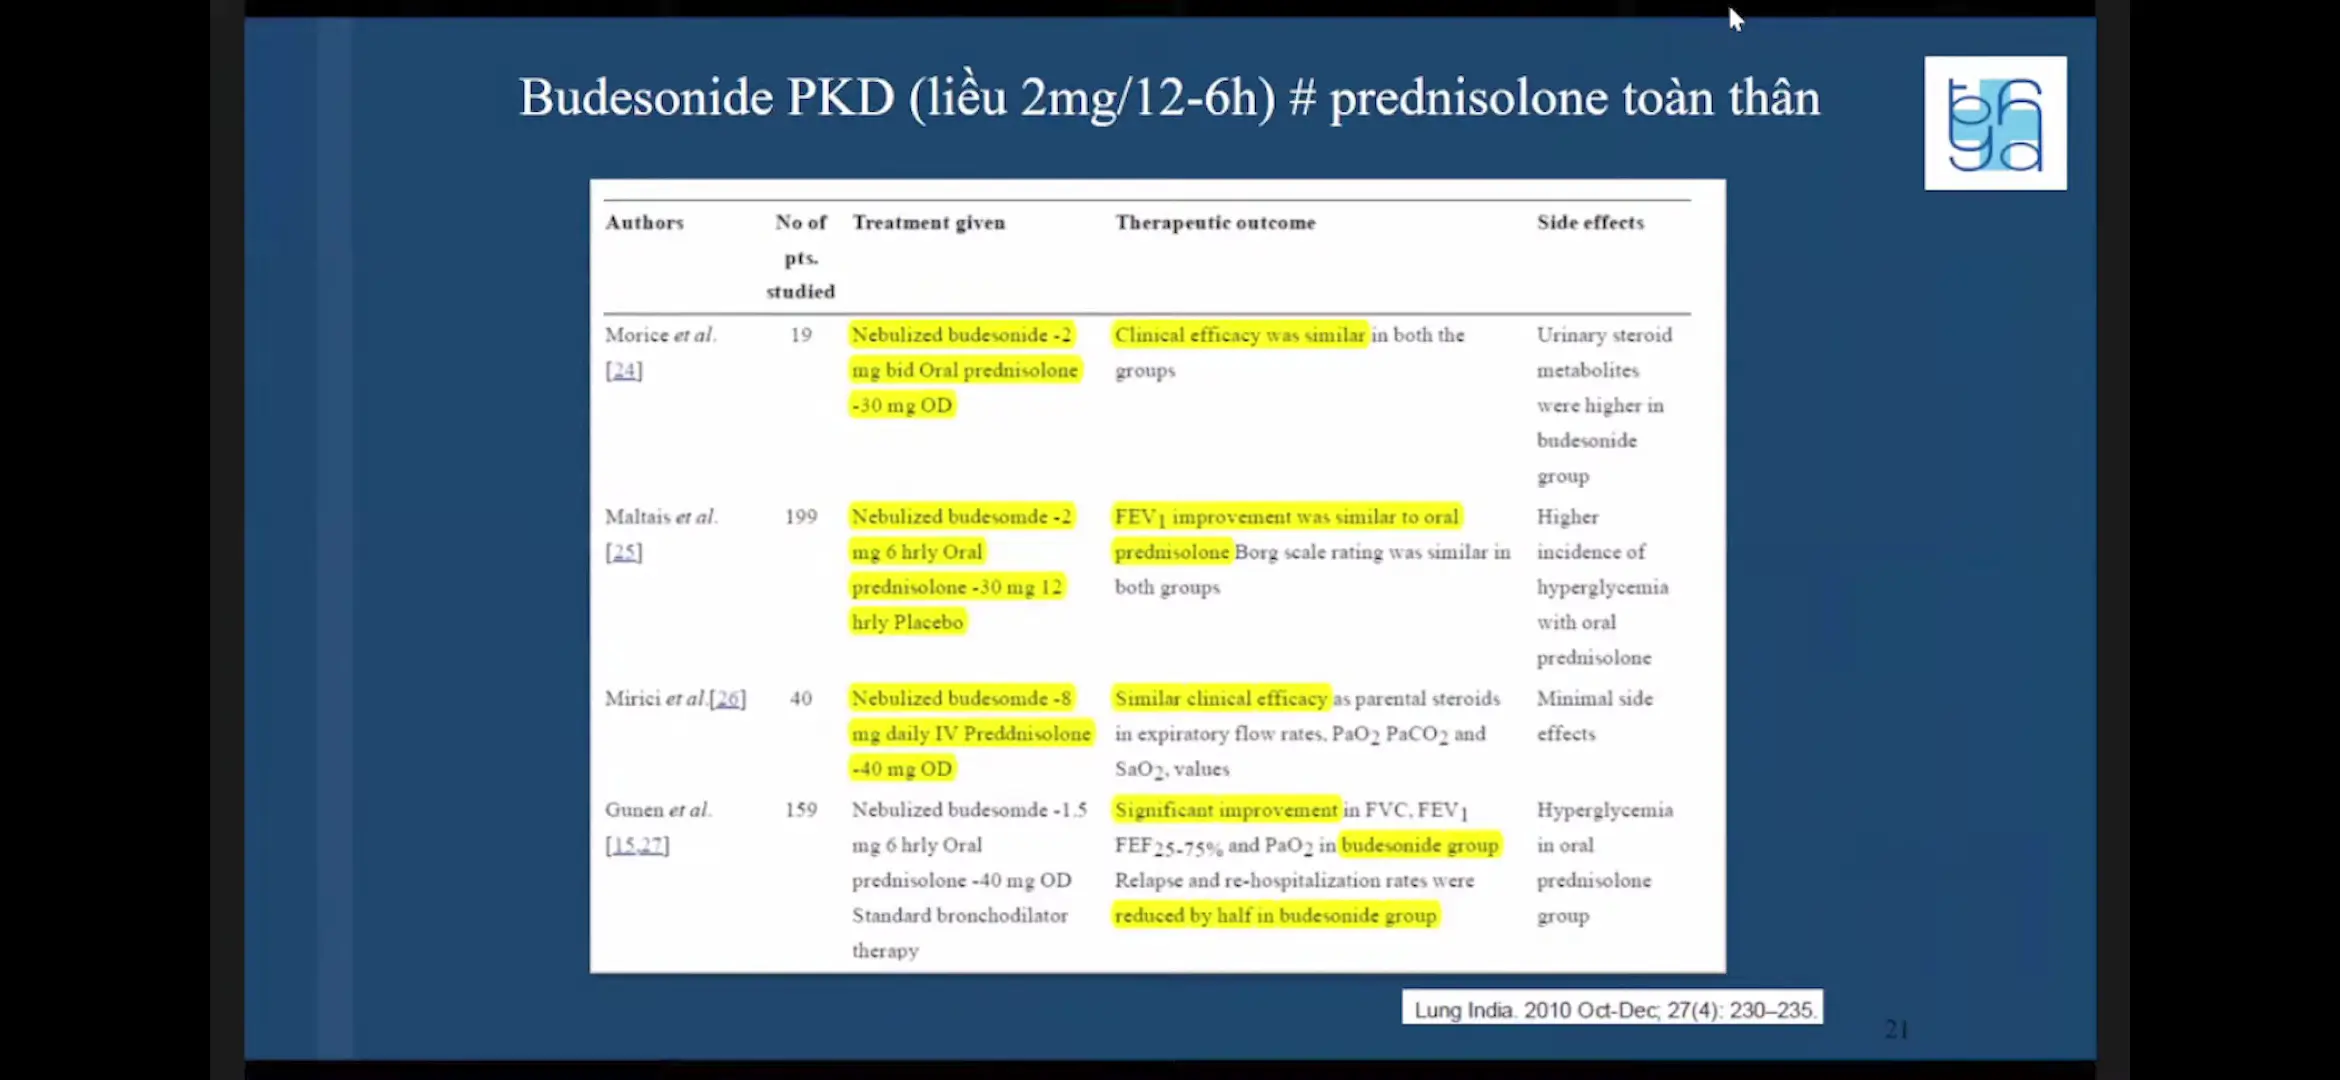 Budesonide PKD (liều 2mg/12-6h) # prednisolone toàn thân
Authors No of pts. studied Treatment given Therapeutic outcome Side effects
Morice et al. [24]
19
Nebulized budesonide -2
mg bid Oral prednisolone
-30 mg OD
Clinical efficacy was similar in both the
groups
Urinary steroid
metabolites
were higher in
budesonide
group
Maltais et al.
[25]
199
Nebulized budesomde -2
mg 6 hrly Oral
prednisolone -30 mg 12
hrly Placebo
FEV1 improvement was similar to oral
prednisolone Borg scale rating was similar in
both groups
Higher
incidence of
hyperglycemia
with oral
prednisolone
Mirici et al.[26]
40
Nebulized budesomde -8
mg daily IV Preddnisolone
-40 mg OD
Similar clinical efficacy as parental steroids
in expiratory flow rates, PaO2 PaCO2 and
SaO2, values
Minimal side
effects
Gunen et al.
[15,27]
159
Nebulized budesomde -1.5
mg 6 hrly Oral
prednisolone -40 mg OD
Standard bronchodilator
therapy
Significant improvement in FVC, FEV1
FEF25-75% and PaO2 in budesonide group
Relapse and re-hospitalization rates were
reduced by half in budesonide group
Hyperglycemia
in oral
prednisolone
group
Lung India. 2010 Oct-Dec; 27(4): 230–235.
21